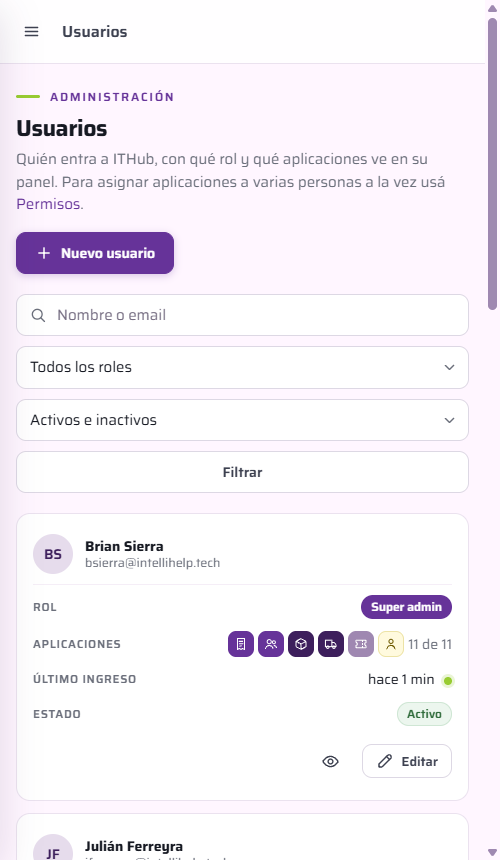 Usuarios
ADMINISTRACIÓN
Usuarios
Quién entra a ITHub, con qué rol y qué aplicaciones ve en su
panel. Para asignar aplicaciones a varias personas a la vez usá
Permisos.
Nuevo usuario
Nombre o email
Todos los roles
Activos e inactivos
Filtrar
BS
Brian Sierra
bsierra@intellihelp.tech
ROL
Super admin
APLICACIONES
11 de 11
ÚLTIMO INGRESO
hace 1 min
ESTADO
Activo
Editar
JF
Julián Ferreyra